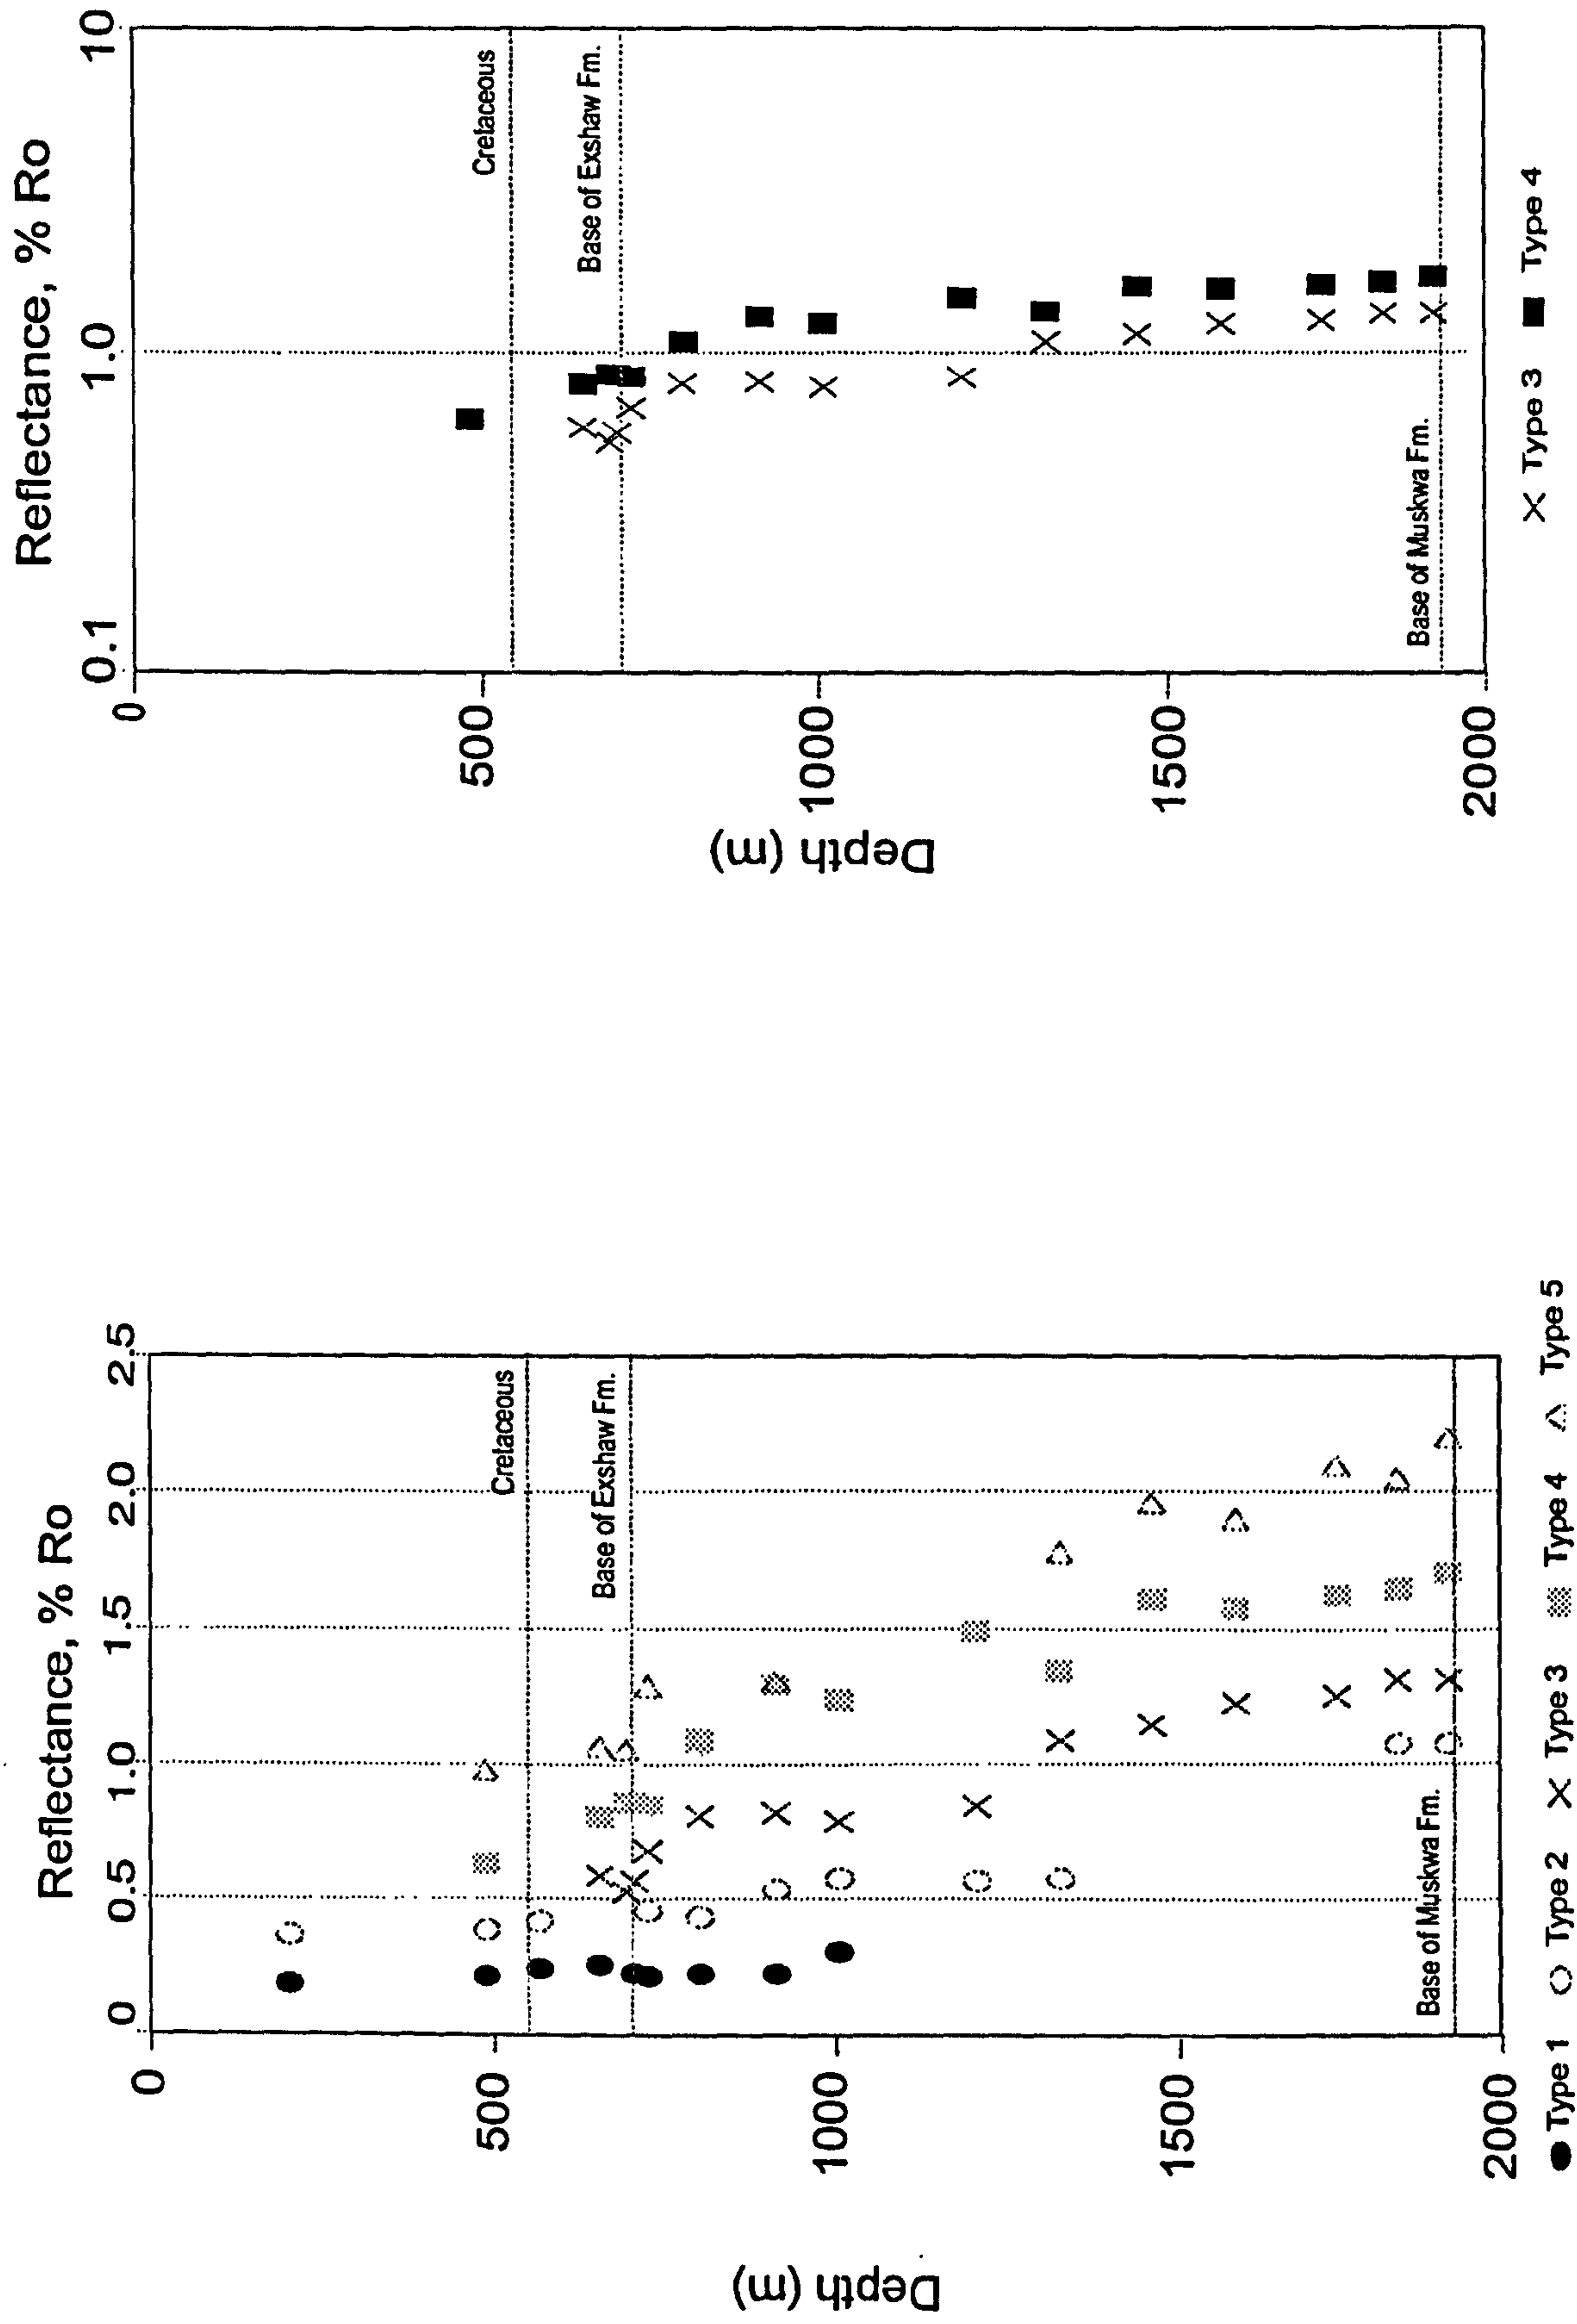 Reflectance, % Ro
0 0.5 1.0 1.5 2.0 2.5
0
500
1000
1500
2000
Depth (m)
Cretaceous
Base of Exshaw Fm.
Base of Muskwa Fm.
Type 1 Type 2 Type 3 Type 4 Type 5
Reflectance, % Ro
0.1 1.0 10
0
500
1000
1500
2000
Depth (m)
Cretaceous
Base of Exshaw Fm.
Base of Muskwa Fm.
Type 3 Type 4